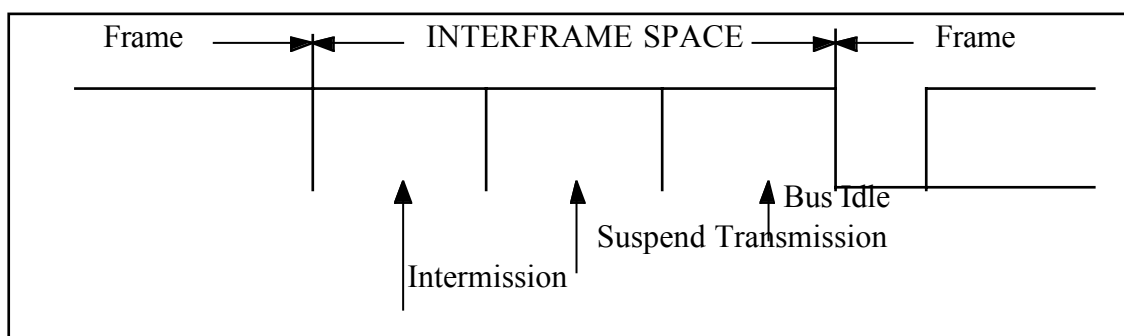 Frame INTERFRAME SPACE Frame
Bus Idle
Suspend Transmission
Intermission